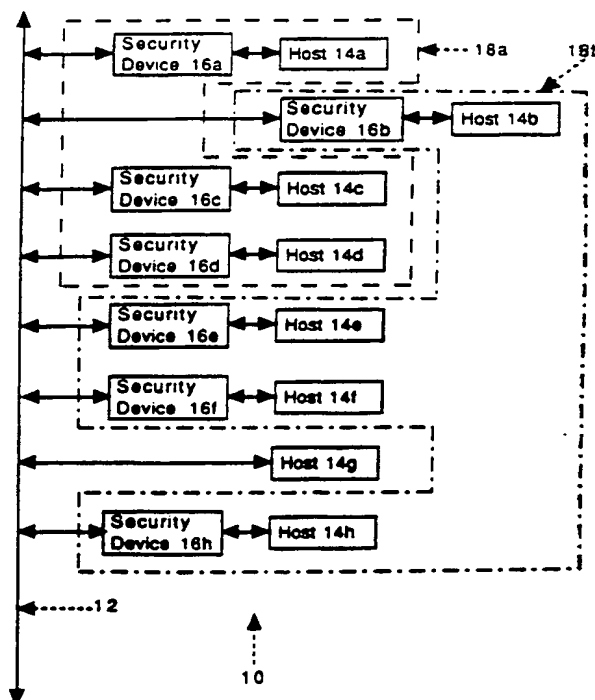 Security
Device 16a
Host 14a
18a
18b
Security
Device 16b
Host 14b
Security
Device 16c
Host 14c
Security
Device 16d
Host 14d
Security
Device 16e
Host 14e
Security
Device 16f
Host 14f
Host 14g
Security
Device 16h
Host 14h
12
10